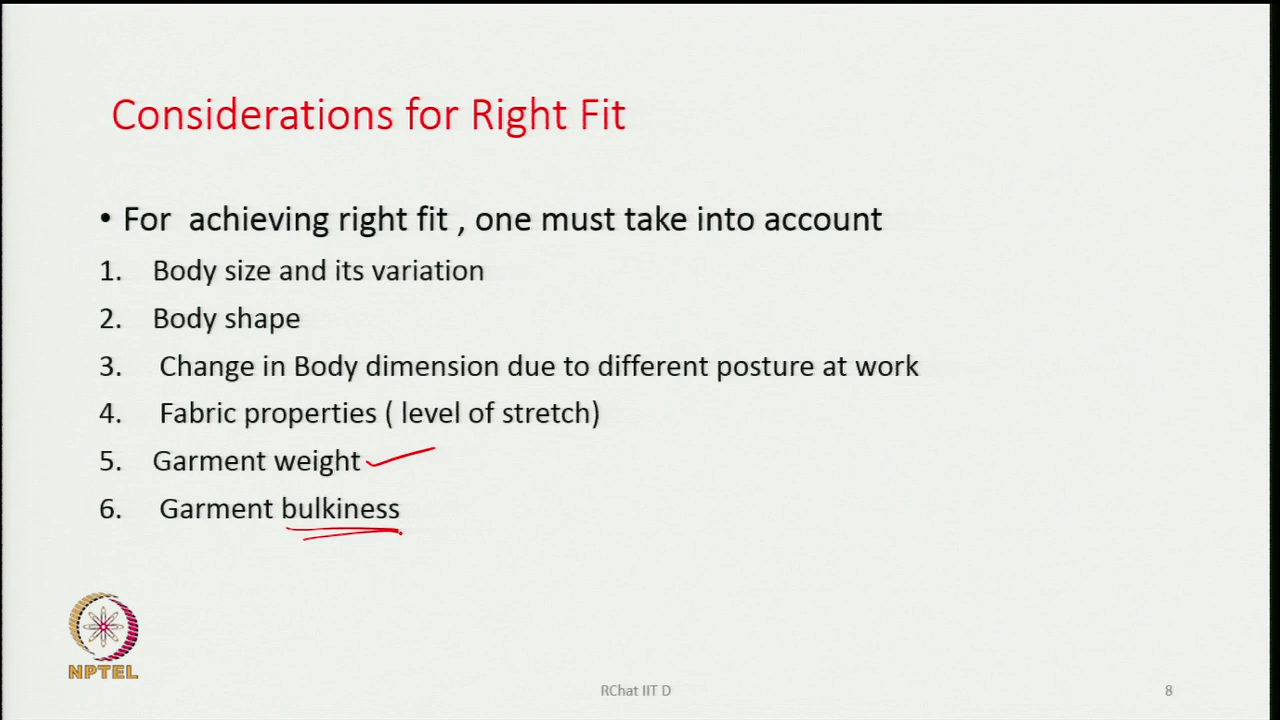 Considerations for Right Fit
• For achieving right fit , one must take into account
1. Body size and its variation
2. Body shape
3. Change in Body dimension due to different posture at work
4. Fabric properties ( level of stretch)
5. Garment weight
6. Garment bulkiness
NPTEL
RChat IIT D
8